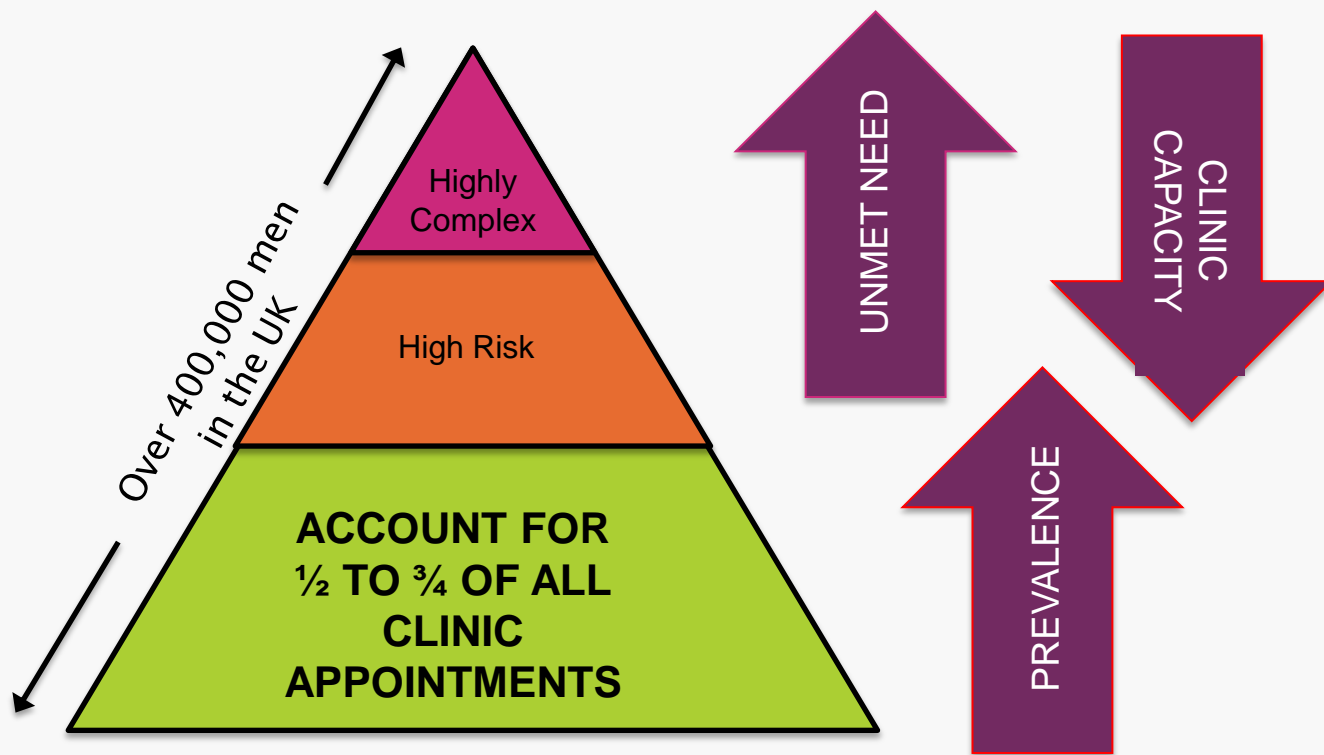 Over 400,000 men
in the UK
Highly
Complex
High Risk
ACCOUNT FOR
½ TO ¾ OF ALL
CLINIC
APPOINTMENTS
UNMET NEED
CLINIC
CAPACITY
PREVALENCE